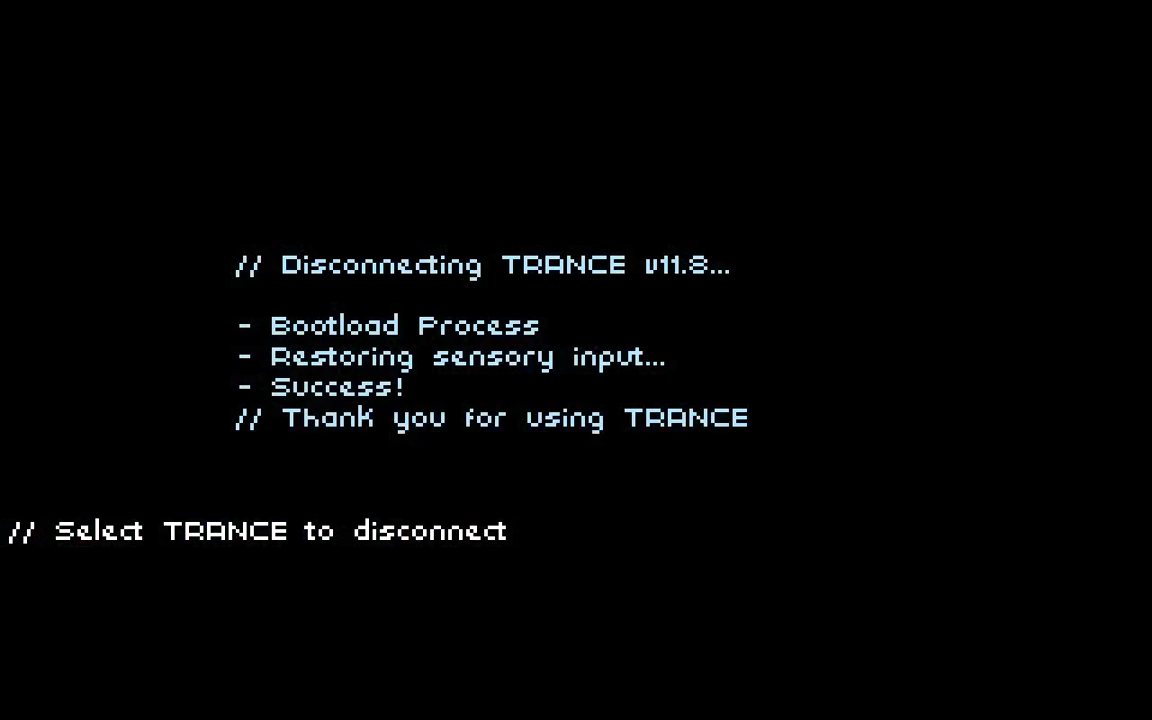 // Disconnecting TRANCE v11.8...
- Bootload Process
- Restoring sensory input...
- Success!
// Thank you for using TRANCE
// Select TRANCE to disconnect